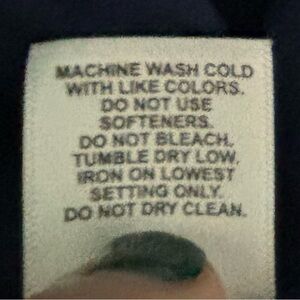 MACHINE WASH COLD
WITH LIKE COLORS.
DO NOT USE
SOFTENERS.
DO NOT BLEACH.
TUMBLE DRY LOW.
IRON ON LOWEST
SETTING ONLY.
DO NOT DRY CLEAN.